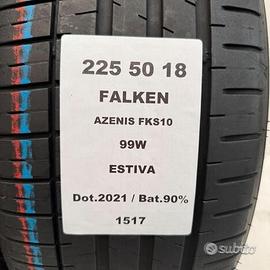 225 50 18
FALKEN
AZENIS FKS10
99W
ESTIVA
Dot.2021 / Bat.90%
1517
subito